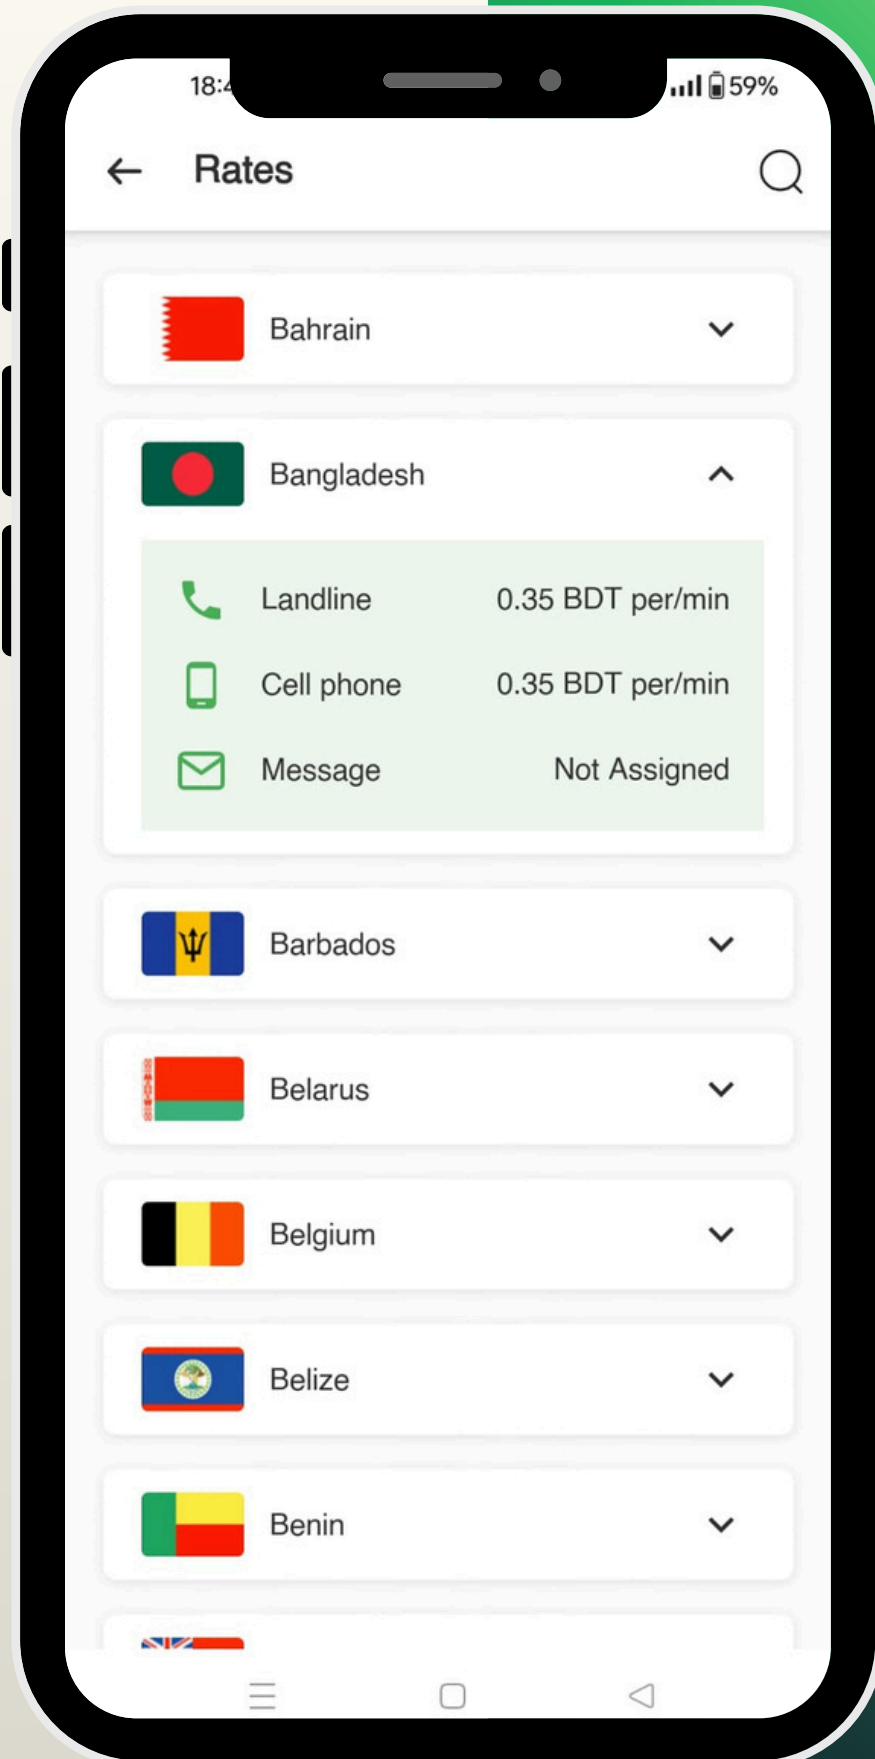 59%
Rates
Bahrain
Bangladesh
Landline 0.35 BDT per/min
Cell phone 0.35 BDT per/min
Message Not Assigned
Barbados
Belarus
Belgium
Belize
Benin